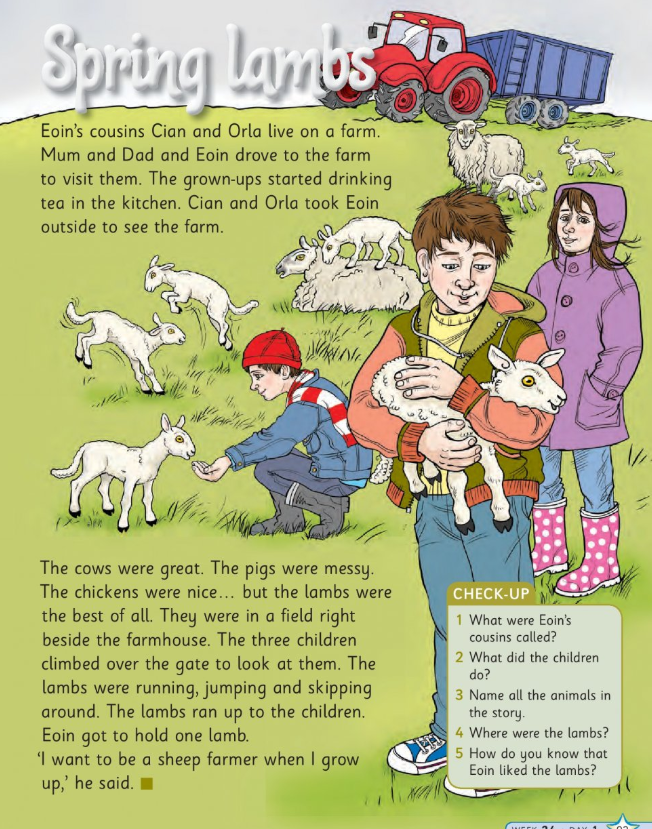 Spring lambs
Eoin's cousins Cian and Orla live on a farm.
Mum and Dad and Eoin drove to the farm
to visit them. The grown-ups started drinking
tea in the kitchen. Cian and Orla took Eoin
outside to see the farm.
The cows were great. The pigs were messy.
The chickens were nice... but the lambs were
the best of all. They were in a field right
beside the farmhouse. The three children
climbed over the gate to look at them. The
lambs were running, jumping and skipping
around. The lambs ran up to the children.
Eoin got to hold one lamb.
'I want to be a sheep farmer when I grow
up,' he said.
CHECK-UP
1 What were Eoin's
cousins called?
2 What did the children
do?
3 Name all the animals in
the story.
4 Where were the lambs?
5 How do you know that
Eoin liked the lambs?